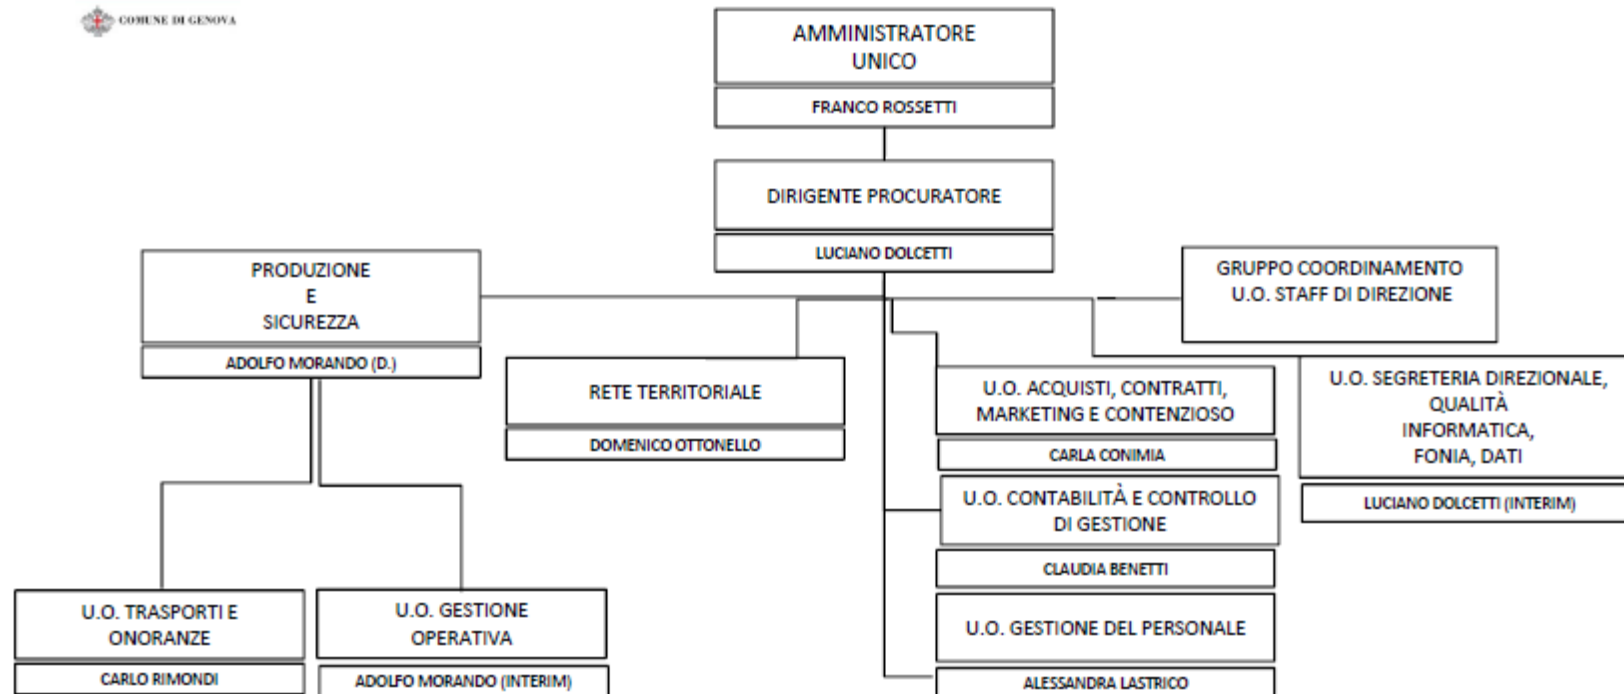 COMUNE DI GENOVA
AMMINISTRATORE
UNICO
FRANCO ROSSETTI
DIRIGENTE PROCURATORE
LUCIANO DOLCETTI
PRODUZIONE
E
SICUREZZA
ADOLFO MORANDO (D.)
GRUPPO COORDINAMENTO
U.O. STAFF DI DIREZIONE
RETE TERRITORIALE
DOMENICO OTTONELLO
U.O. ACQUISTI, CONTRATTI,
MARKETING E CONTENZIOSO
CARLA CONIMIA
U.O. SEGRETERIA DIREZIONALE,
QUALITÀ
INFORMATICA,
FONIA, DATI
LUCIANO DOLCETTI (INTERIM)
U.O. CONTABILITÀ E CONTROLLO
DI GESTIONE
CLAUDIA BENETTI
U.O. TRASPORTI E
ONORANZE
CARLO RIMONDI
U.O. GESTIONE
OPERATIVA
ADOLFO MORANDO (INTERIM)
U.O. GESTIONE DEL PERSONALE
ALESSANDRA LASTRICO